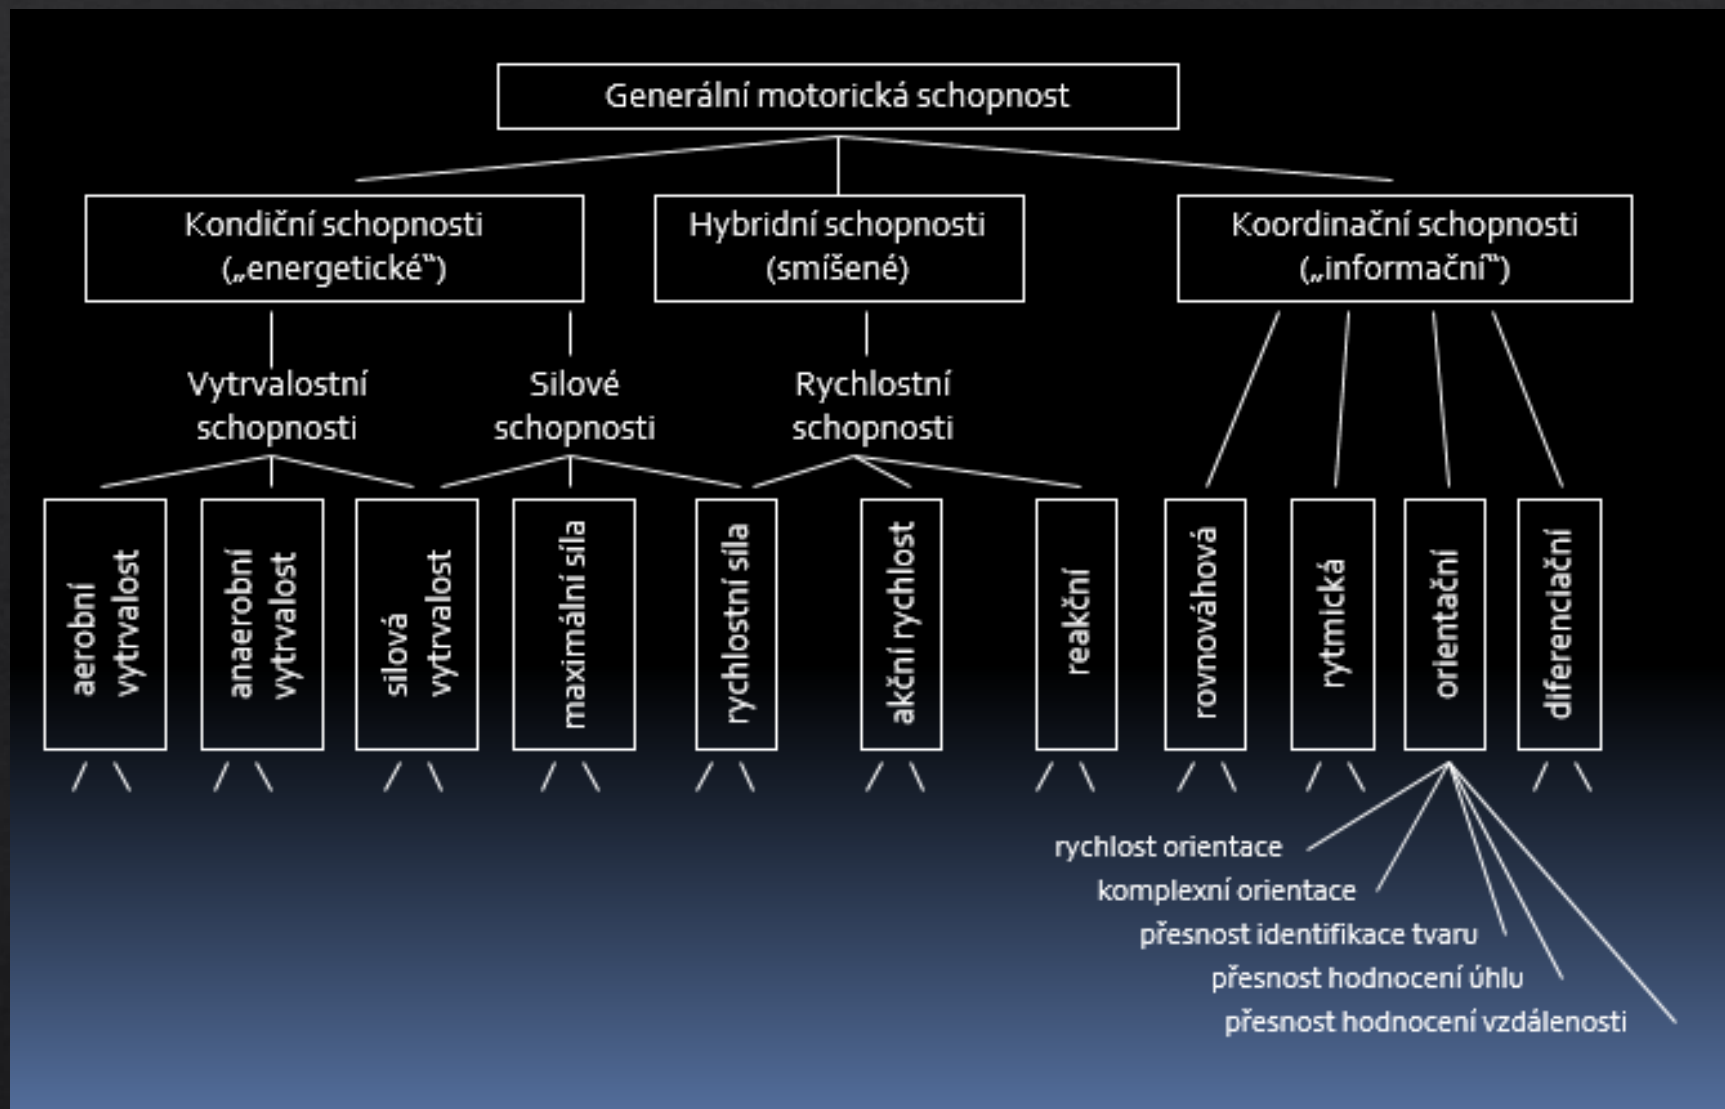 Generální motorická schopnost
Kondiční schopnosti
(„energetické“)
Hybridní schopnosti
(smíšené)
Koordinační schopnosti
(„informační“)
Vytrvalostní
schopnosti
Silové
schopnosti
Rychlostní
schopnosti
aerobní
vytrvalost
anaerobní
vytrvalost
silová
vytrvalost
maximální síla
rychlostní síla
akční rychlost
reakční
rovnováhová
rytmická
orientační
diferenciační
rychlost orientace
komplexní orientace
přesnost identifikace tvaru
přesnost hodnocení úhlu
přesnost hodnocení vzdálenosti